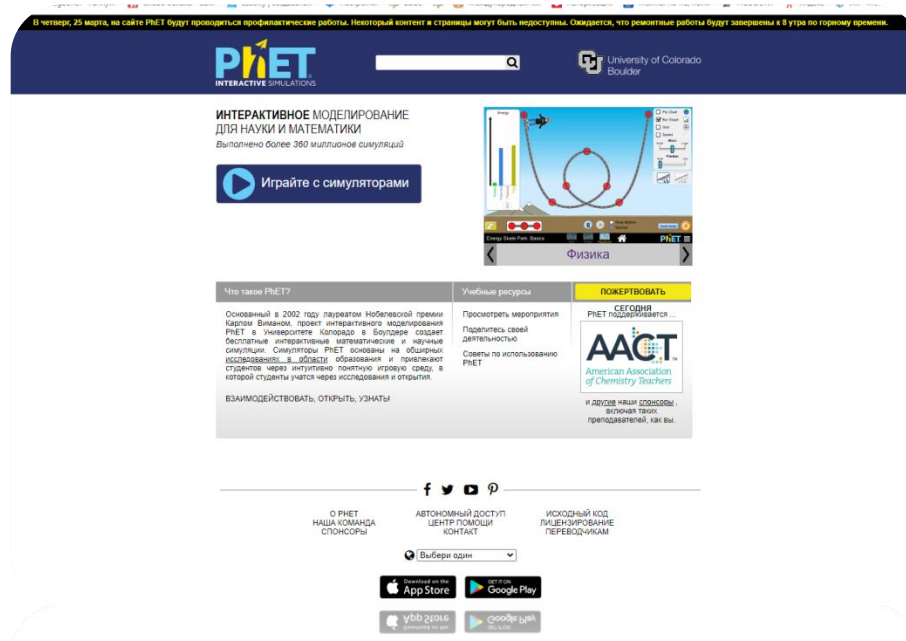 В четверг, 25 марта, на сайте PhET будут проводиться профилактические работы. Некоторый контент и страницы могут быть недоступны. Ожидается, что ремонтные работы будут завершены к 8 утра по горному времени.
PhET
INTERACTIVE SIMULATIONS
University of Colorado
Boulder
ИНТЕРАКТИВНОЕ МОДЕЛИРОВАНИЕ
ДЛЯ НАУКИ И МАТЕМАТИКИ
Выполнено более 360 миллионов симуляций
Играйте с симуляторами
Energy
Pie Chart
Bar Graph
Grid
Speed
Energy Skate Park: Basics
PhET
Физика
Что такое PhET?
Основанный в 2002 году лауреатом Нобелевской премии
Карлом Виманом, проект интерактивного моделирования
PhET в Университете Колорадо в Боулдере создает
бесплатные интерактивные математические и научные
симуляции. Симуляторы PhET основаны на обширных
исследованиях в области образования и привлекают
студентов через интуитивно понятную игровую среду, в
которой студенты учатся через исследования и открытия.
ВЗАИМОДЕЙСТВОВАТЬ, ОТКРЫТЬ, УЗНАТЬ!
Учебные ресурсы
Просмотреть мероприятия
Поделитесь своей
деятельностью
Советы по использованию
PhET
ПОЖЕРТВОВАТЬ
СЕГОДНЯ
PhET поддерживается ...
AACT
American Association
of Chemistry Teachers
и другие наши спонсоры ,
включая таких
преподавателей, как вы.
О PHET
НАША КОМАНДА
СПОНСОРЫ
АВТОНОМНЫЙ ДОСТУП
ЦЕНТР ПОМОЩИ
КОНТАКТ
ИСХОДНЫЙ КОД
ЛИЦЕНЗИРОВАНИЕ
ПЕРЕВОДЧИКАМ
Выбери один
Download on the
App Store
GET IT ON
Google Play